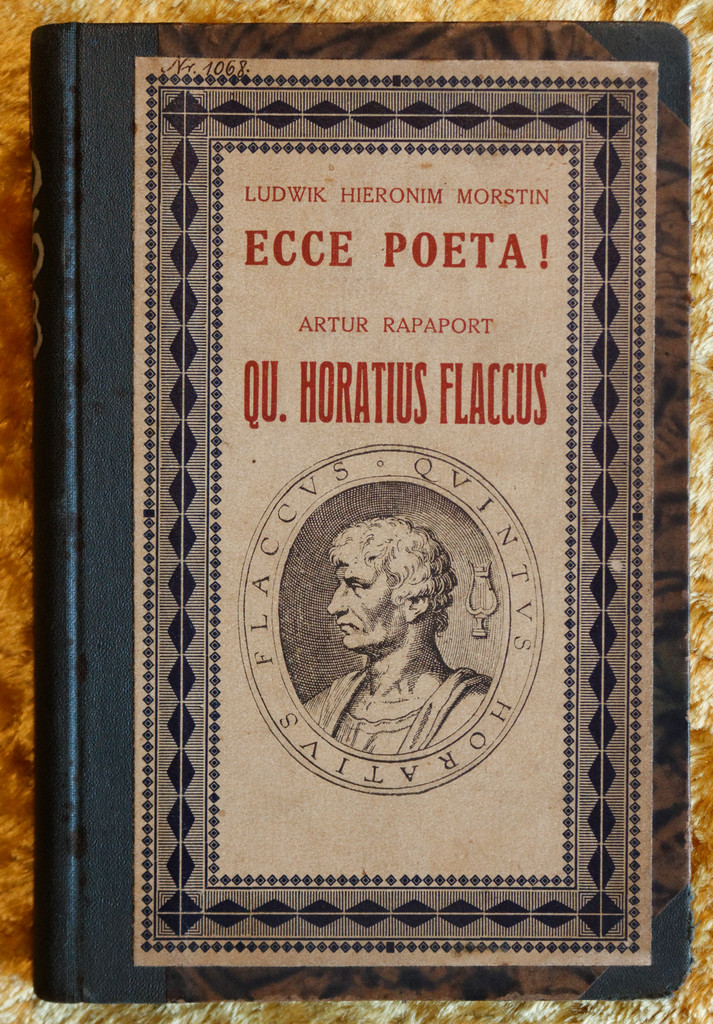 Nr. 1068.
LUDWIK HIERONIM MORSTIN
ECCE POETA!
ARTUR RAPAPORT
QU. HORATIUS FLACCUS
QVINTVS HORATIVS FLACCVS